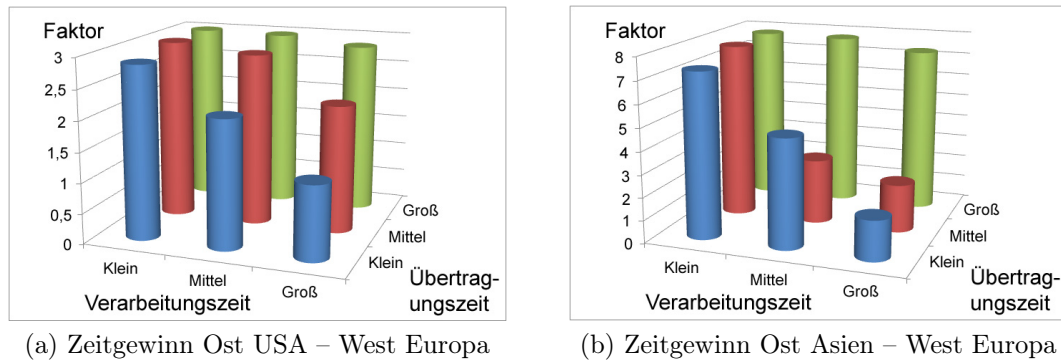 Faktor
3
2,5
2
1,5
1
0,5
0
Klein
Mittel
Groß
Verarbeitungszeit
Groß
Mittel
Klein
Übertrag-
ungszeit
(a) Zeitgewinn Ost USA – West Europa
Faktor
8
7
6
5
4
3
2
1
0
Klein
Mittel
Groß
Verarbeitungszeit
Groß
Mittel
Klein
Übertrag-
ungszeit
(b) Zeitgewinn Ost Asien – West Europa